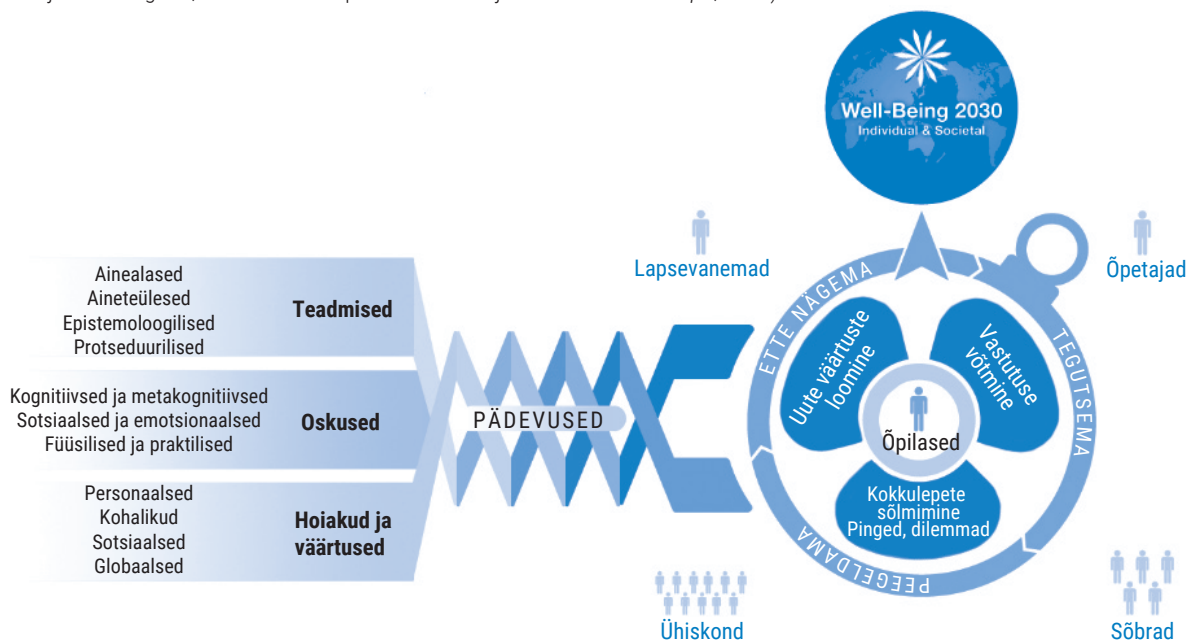 Well-Being 2030
Individual & Societal
Lapsevanemad
Õpetajad
Ainealased
Aineteülesed
Epistemoloogilised
Protseduurilised
Teadmised
Kognitiivsed ja metakognitiivsed
Sotsiaalsed ja emotsionaalsed
Füüsilised ja praktilised
Oskused
Personaalsed
Kohalikud
Sotsiaalsed
Globaalsed
Hoiakud ja
väärtused
PÄDEVUSED
ETTE NÄGEMA
TEGUTSEMA
PEEGELDAMA
Uute väärtuste
loomine
Vastutuse
võtmine
Õpilased
Kokkulepete
sõlmimine
Pinged, dilemmad
Ühiskond
Sõbrad